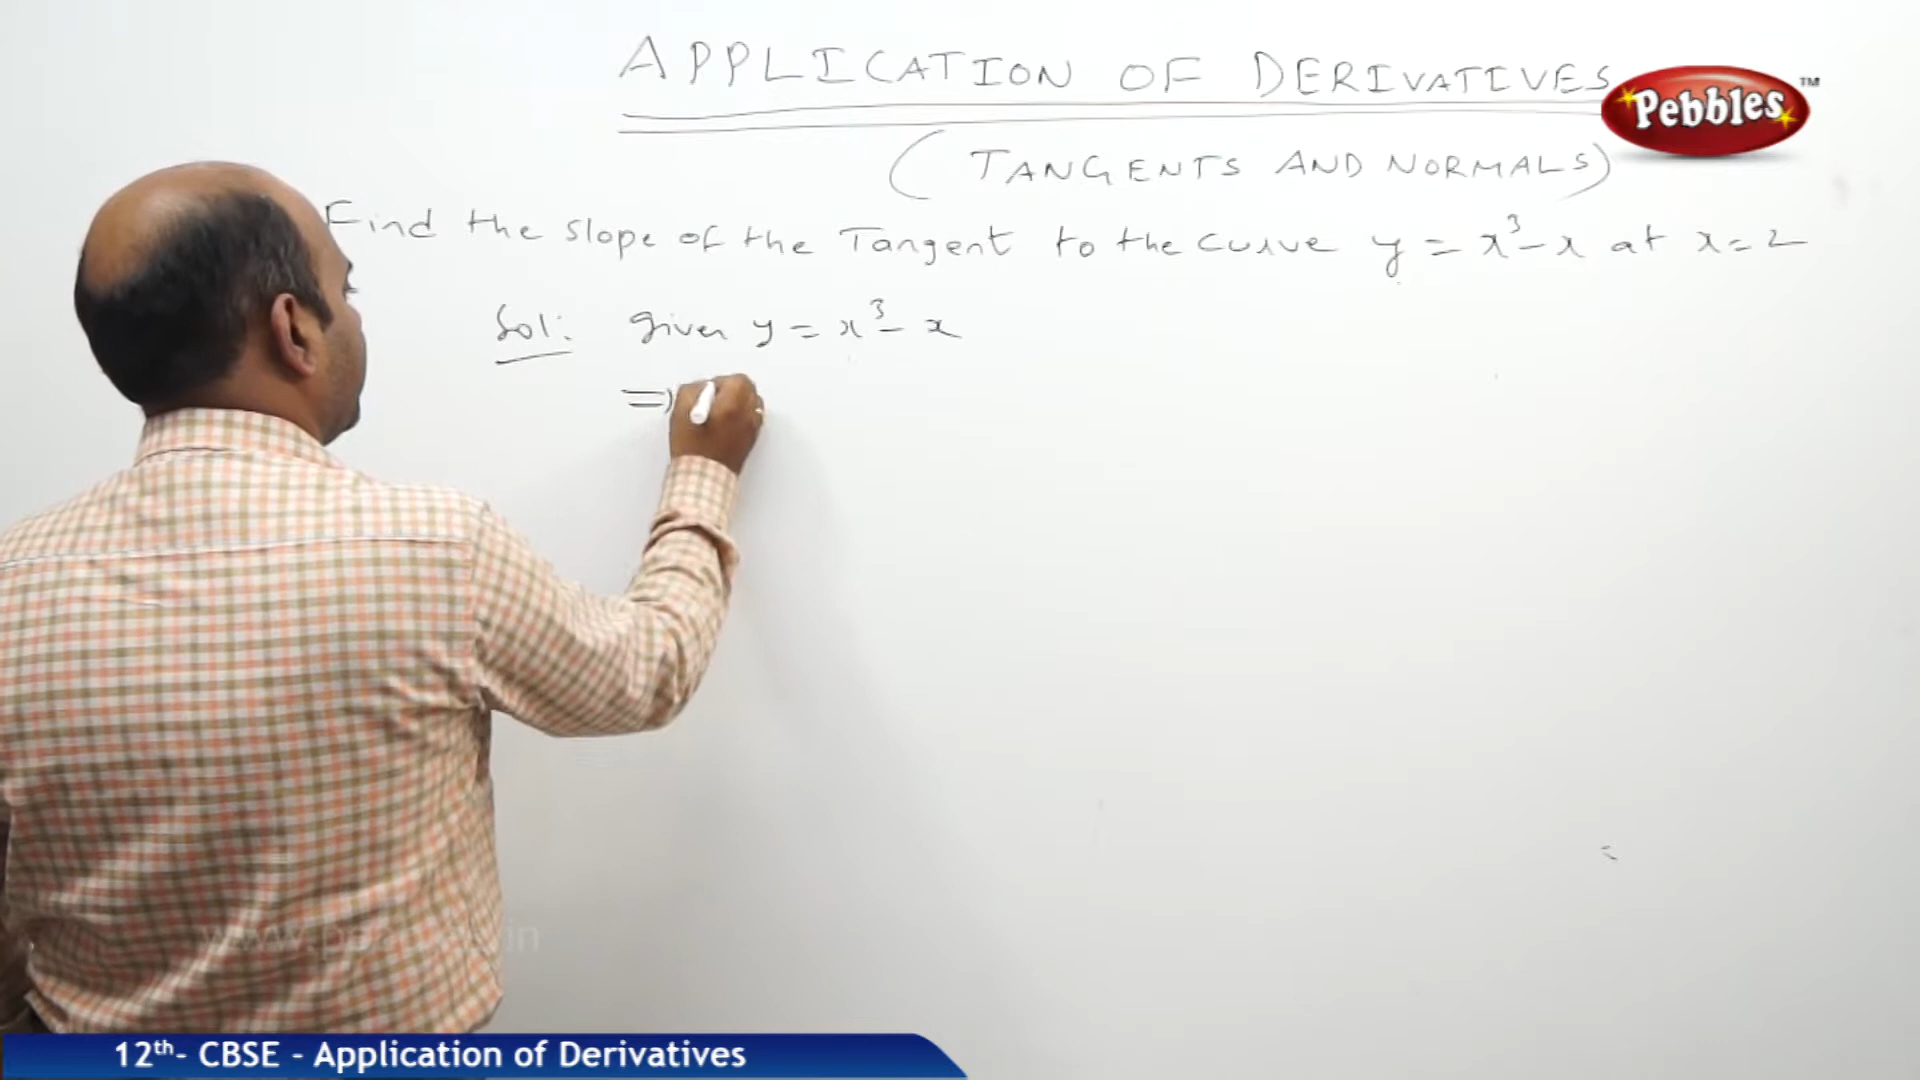 APPLICATION OF DERIVATIVES
Pebbles™
(TANGENTS AND NORMALS)
Find the slope of the Tangent to the curve y = x³ - x at x = 2
Sol: given y = x³ - x
⇒
12th- CBSE - Application of Derivatives